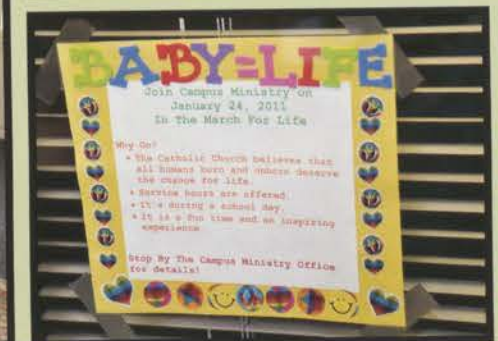 BABY=LIFE
Join Campus Ministry on
January 24, 2011
In The March For Life
Why Go?
• The Catholic Church believes that
all humans born and unborn deserve
the chance for life.
• Service hours are offered.
• It's during a school day.
• It is a fun time and an inspiring
experience
Stop By The Campus Ministry Office
for details!